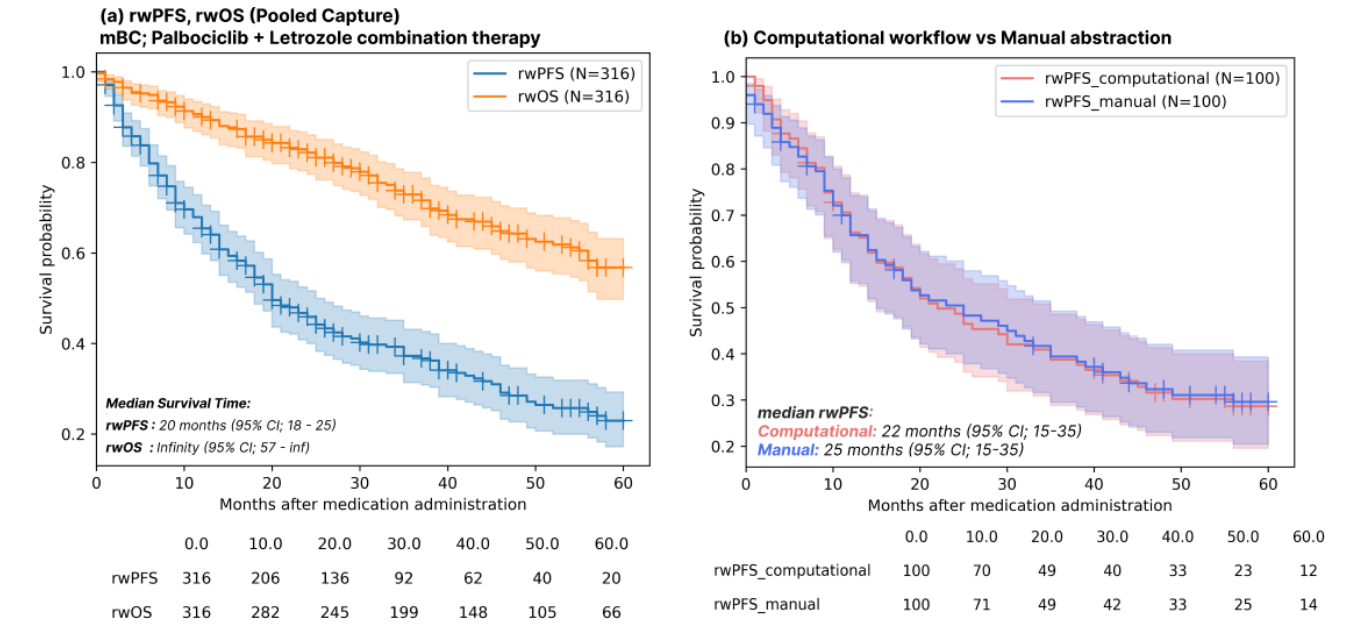 (a) rwPFS, rwOS (Pooled Capture)
mBC; Palbociclib + Letrozole combination therapy
rwPFS (N=316)
rwOS (N=316)
1.0
0.8
0.6
0.4
0.2
Survival probability
Median Survival Time:
rwPFS : 20 months (95% CI; 18 - 25)
rwOS : Infinity (95% CI; 57 - inf)
0 10 20 30 40 50 60
Months after medication administration
0.0 10.0 20.0 30.0 40.0 50.0 60.0
rwPFS 316 206 136 92 62 40 20
rwOS 316 282 245 199 148 105 66
(b) Computational workflow vs Manual abstraction
rwPFS_computational (N=100)
rwPFS_manual (N=100)
1.0
0.9
0.8
0.7
0.6
0.5
0.4
0.3
0.2
Survival probability
median rwPFS:
Computational: 22 months (95% CI; 15-35)
Manual: 25 months (95% CI; 15-35)
0 10 20 30 40 50 60
Months after medication administration
0.0 10.0 20.0 30.0 40.0 50.0 60.0
rwPFS_computational 100 70 49 40 33 23 12
rwPFS_manual 100 71 49 42 33 25 14